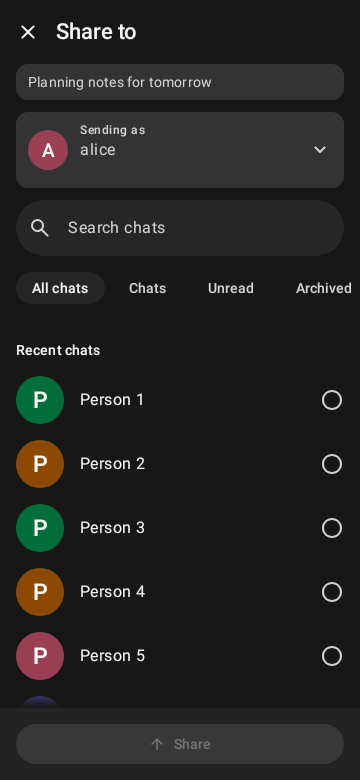 Share to
Planning notes for tomorrow
Sending as
A
alice
Search chats
All chats
Chats
Unread
Archived
Recent chats
P
Person 1
P
Person 2
P
Person 3
P
Person 4
P
Person 5
Share